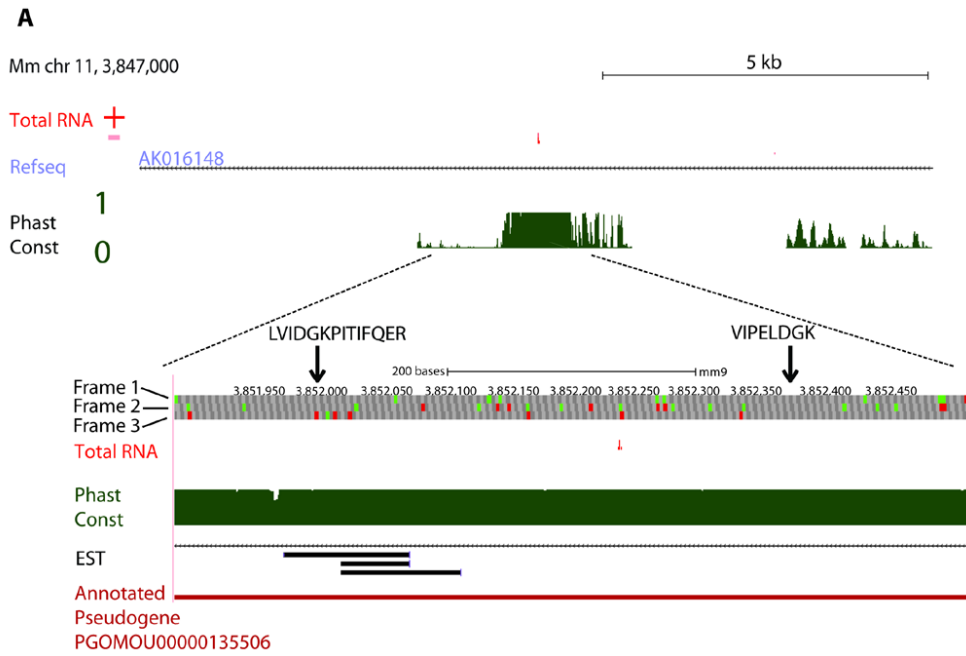 A
Mm chr 11, 3,847,000
5 kb
Total RNA +
-
Refseq
AK016148
1
Phast
Const
0
LVIDGKPITIFQER
VIPELDGK
200 bases
mm9
Frame 1
3,851,950 3,852,000 3,852,050 3,852,100 3,852,150 3,852,200 3,852,250 3,852,300 3,852,350 3,852,400 3,852,450
Frame 2
Frame 3
Total RNA
Phast
Const
EST
Annotated
Pseudogene
PGOMOU00000135506